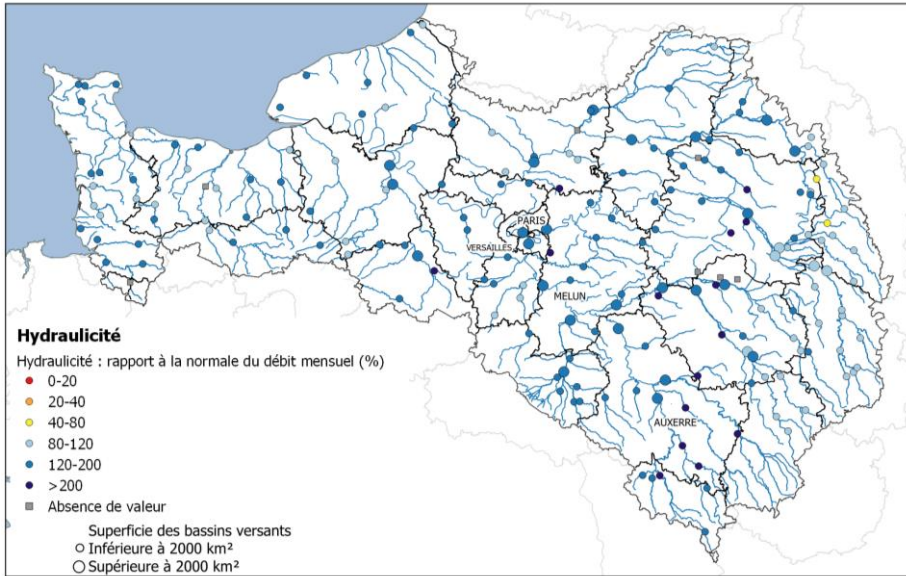 PARIS
VERSAILLES
MELUN
AUXERRE
Hydraulicité
Hydraulicité : rapport à la normale du débit mensuel (%)
0-20
20-40
40-80
80-120
120-200
>200
Absence de valeur
Superficie des bassins versants
Inférieure à 2000 km²
Supérieure à 2000 km²